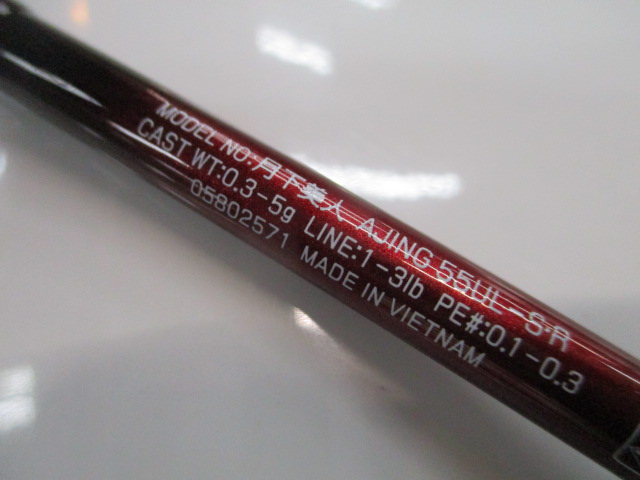 MODEL NO:月下美人 AJING 55UL-S・R
CAST WT:0.3-5g LINE:1-3lb PE#:0.1-0.3
05802571 MADE IN VIETNAM